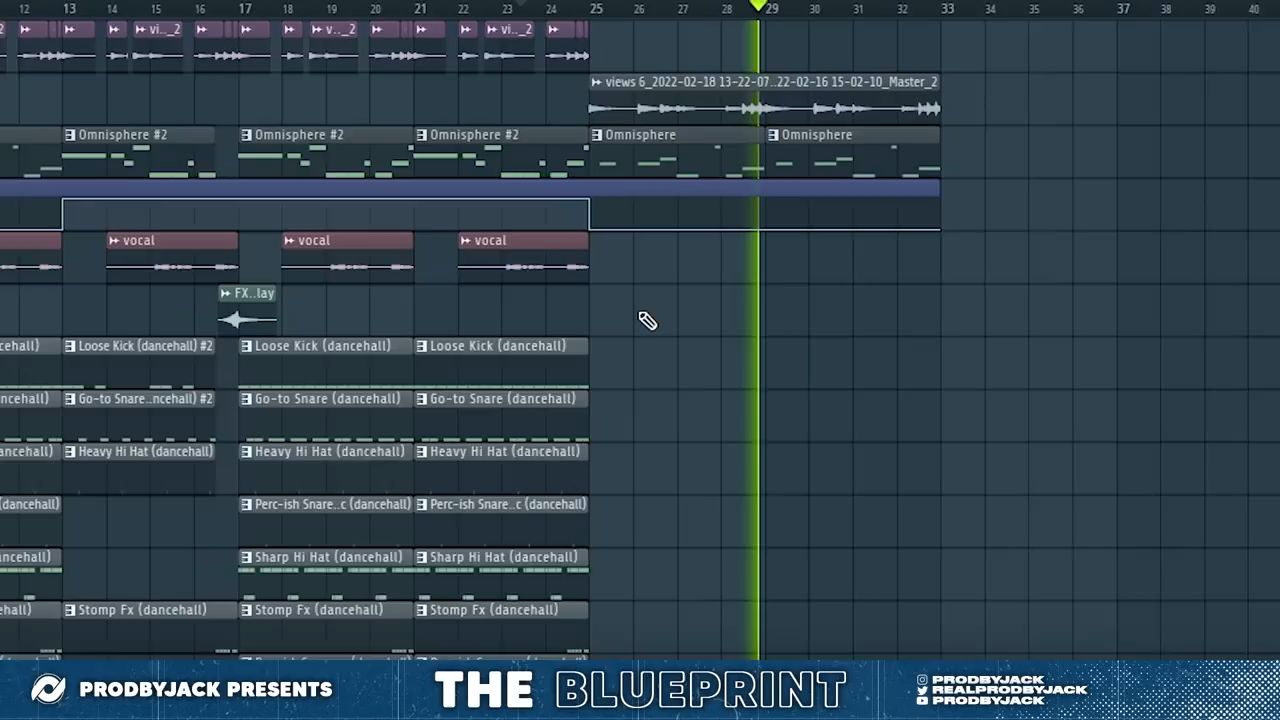 12 13 14 15 16 17 18 19 20 21 22 23 24 25 26 27 28 29 30 31 32 33 34 35 36 37 38 39 40
vi.._2 v.._2 vi.._2
views 6_2022-02-18 13-22-07..22-02-16 15-02-10_Master_2
Omnisphere #2 Omnisphere #2 Omnisphere #2 Omnisphere Omnisphere
vocal vocal vocal
FX..lay
cehall) Loose Kick (dancehall) #2 Loose Kick (dancehall) Loose Kick (dancehall)
ncehall) Go-to Snare..ncehall) #2 Go-to Snare (dancehall) Go-to Snare (dancehall)
dancehall) Heavy Hi Hat (dancehall) Heavy Hi Hat (dancehall) Heavy Hi Hat (dancehall)
(dancehall) Perc-ish Snare..c (dancehall) Perc-ish Snare..c (dancehall)
ancehall) Sharp Hi Hat (dancehall) Sharp Hi Hat (dancehall)
ehall) Stomp Fx (dancehall) Stomp Fx (dancehall) Stomp Fx (dancehall)
PRODBYJACK PRESENTS
THE BLUEPRINT
PRODBYJACK
REALPRODBYJACK
PRODBYJACK